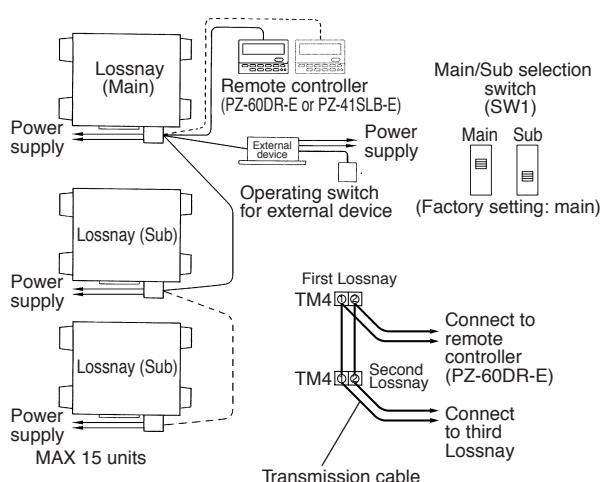 Lossnay
(Main)
Power
supply
Remote controller
(PZ-60DR-E or PZ-41SLB-E)
External
device
Power
supply
Operating switch
for external device
Main/Sub selection
switch
(SW1)
Main Sub
(Factory setting: main)
Lossnay (Sub)
Power
supply
Lossnay (Sub)
Power
supply
MAX 15 units
First Lossnay
TM4
Connect to
remote
controller
(PZ-60DR-E)
TM4
Second
Lossnay
Connect
to third
Lossnay
Transmission cable